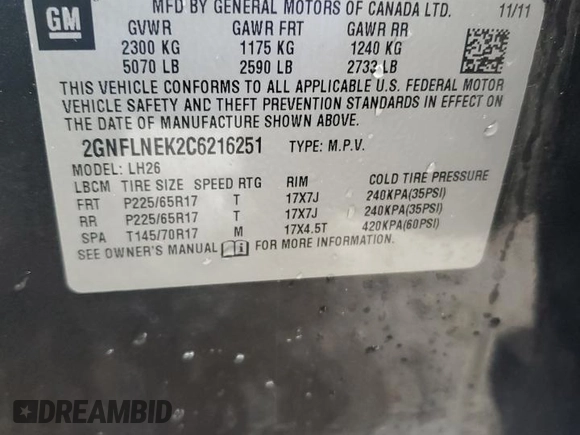 GM
MFD BY GENERAL MOTORS OF CANADA LTD. 11/11
GVWR GAWR FRT GAWR RR
2300 KG 1175 KG 1240 KG
5070 LB 2590 LB 2733 LB
THIS VEHICLE CONFORMS TO ALL APPLICABLE U.S. FEDERAL MOTOR
VEHICLE SAFETY AND THEFT PREVENTION STANDARDS IN EFFECT ON
THE DATE OF MANUFACTURE SHOWN ABOVE.
2GNFLNEK2C6216251 TYPE: M.P.V.
MODEL: LH26
LBCM TIRE SIZE SPEED RTG RIM COLD TIRE PRESSURE
FRT P225/65R17 T 17X7J 240KPA(35PSI)
RR P225/65R17 T 17X7J 240KPA(35PSI)
SPA T145/70R17 M 17X4.5T 420KPA(60PSI)
SEE OWNER'S MANUAL FOR MORE INFORMATION.
DREAMBID